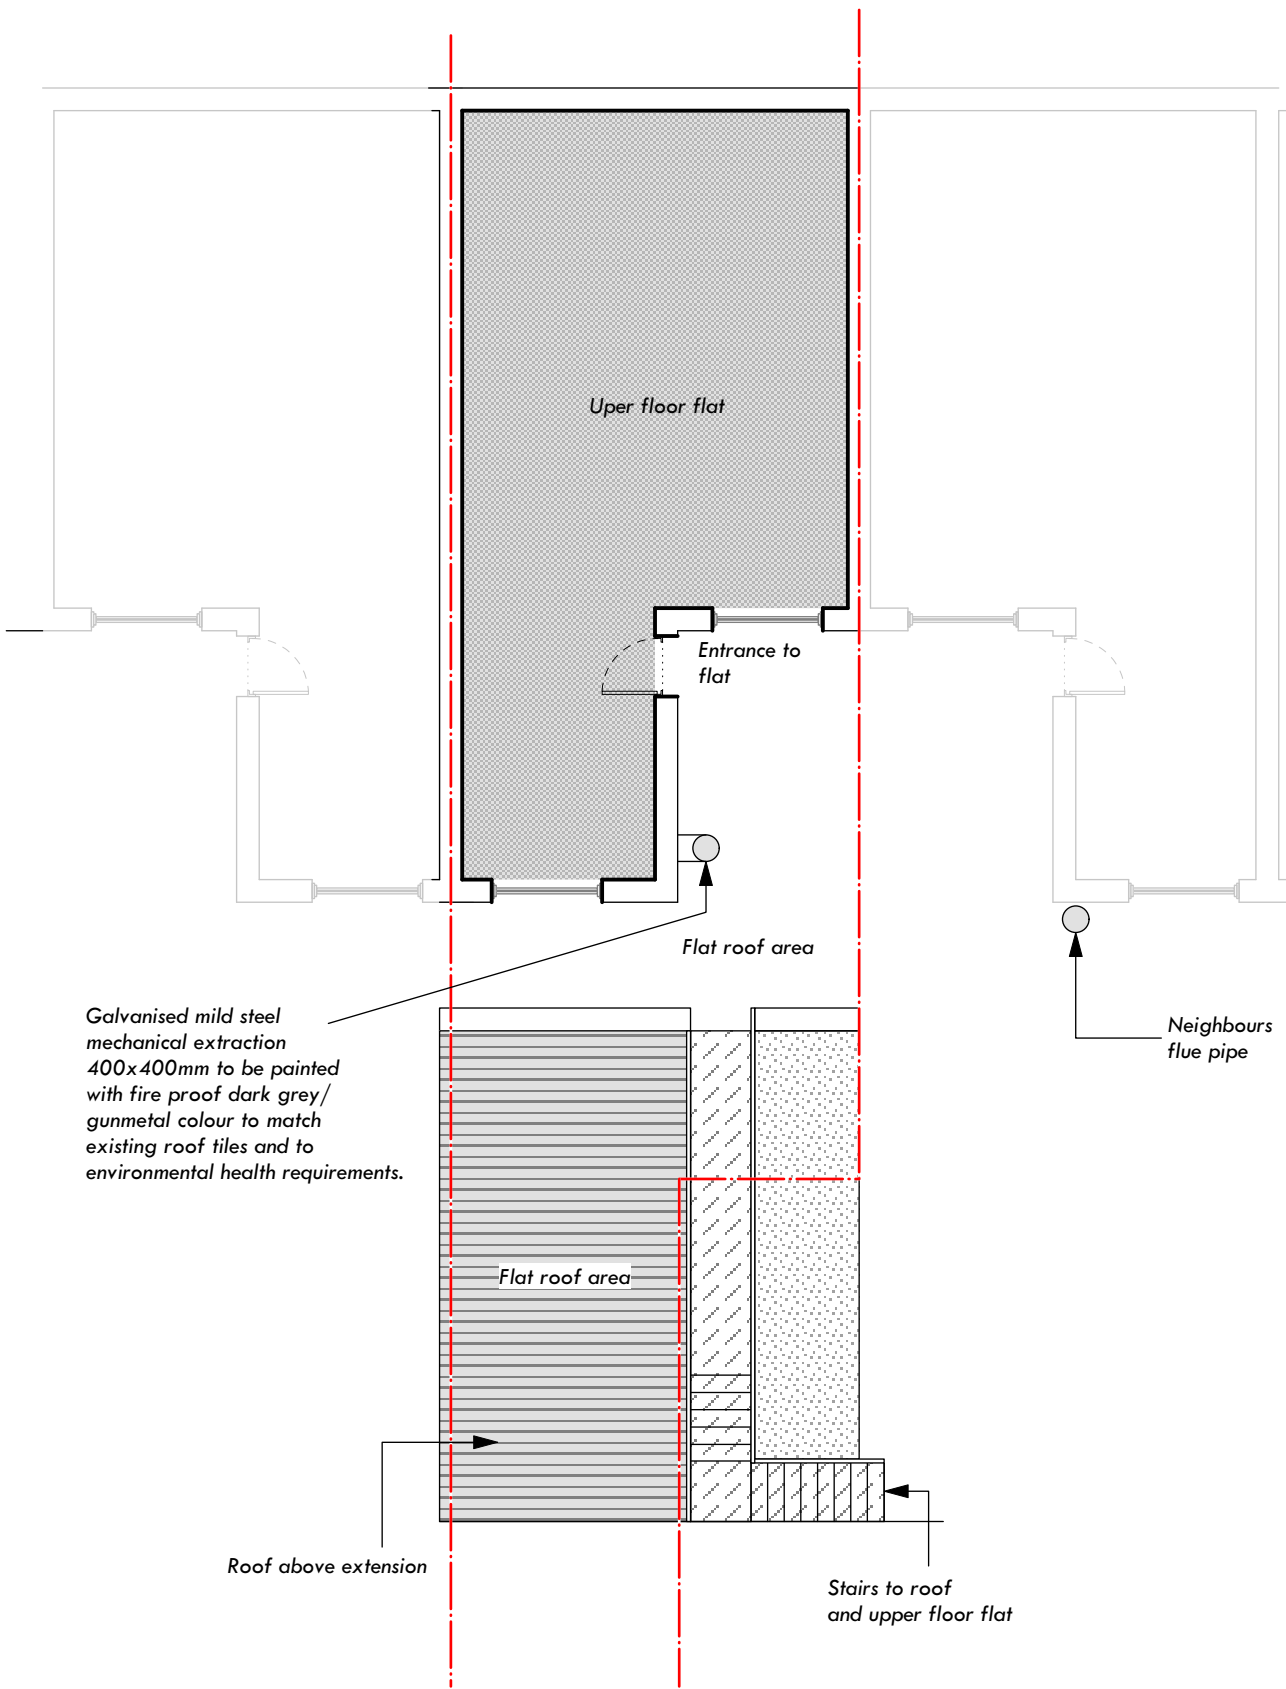 Uper floor flat
Entrance to
flat
Flat roof area
Galvanised mild steel
mechanical extraction
400x400mm to be painted
with fire proof dark grey/
gunmetal colour to match
existing roof tiles and to
environmental health requirements.
Neighbours
flue pipe
Flat roof area
Roof above extension
Stairs to roof
and upper floor flat